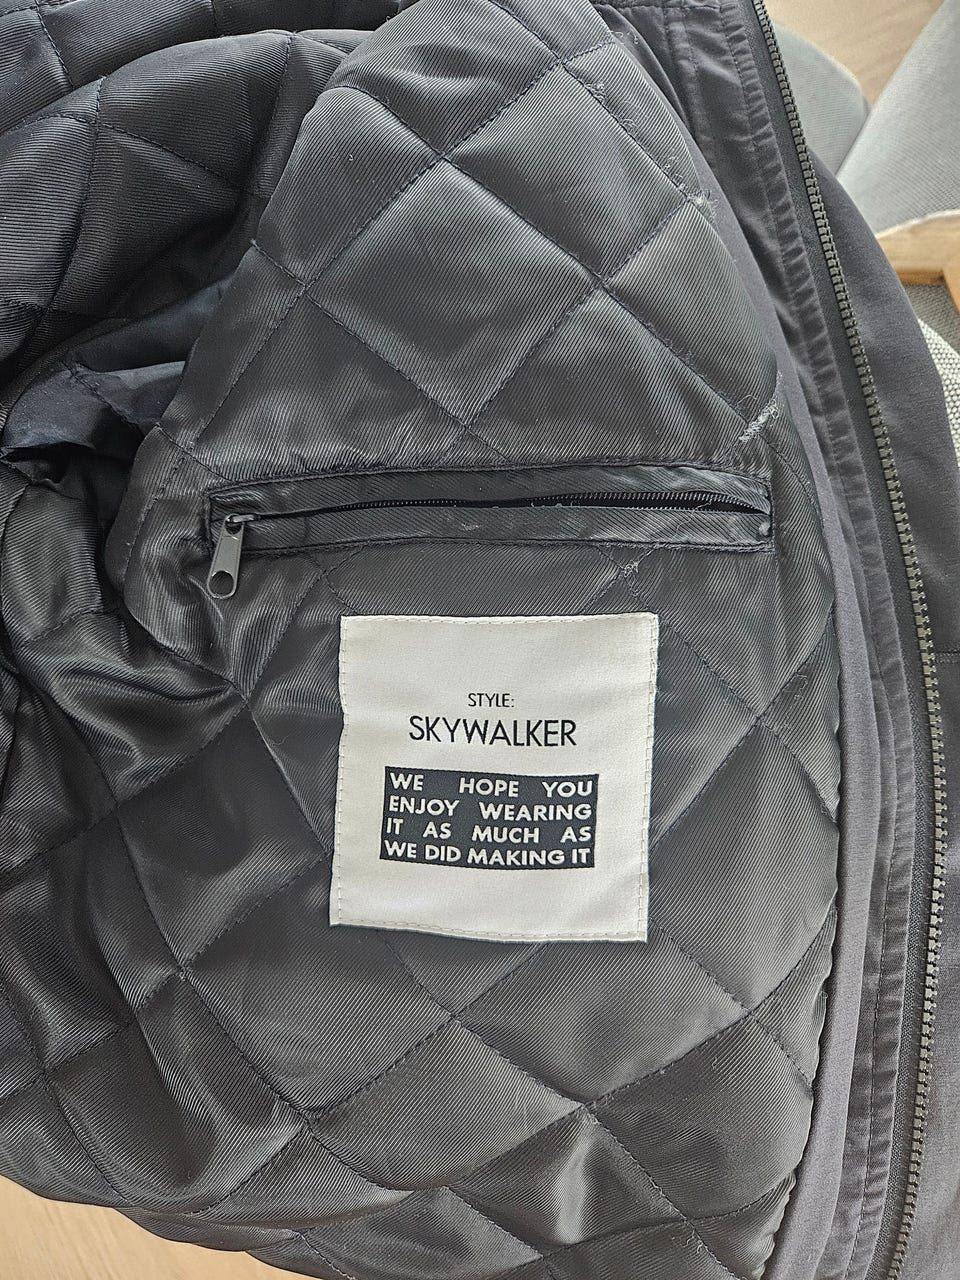 STYLE:
SKYWALKER
WE HOPE YOU
ENJOY WEARING
IT AS MUCH AS
WE DID MAKING IT